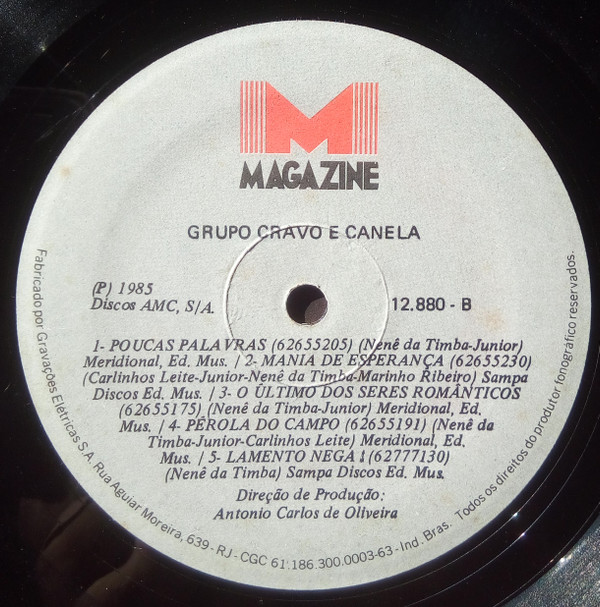 M
MAGAZINE
GRUPO CRAVO E CANELA
(P) 1985
Discos AMC, S/A.
12.880 - B
1- POUCAS PALAVRAS (62655205) (Nenê da Timba-Junior)
Meridional, Ed. Mus. / 2- MANIA DE ESPERANÇA (62655230)
(Carlinhos Leite-Junior-Nenê da Timba-Marinho Ribeiro) Sampa
Discos Ed. Mus. / 3- O ÚLTIMO DOS SERES ROMÂNTICOS
(62655175) (Nenê da Timba-Junior) Meridional, Ed.
Mus. / 4- PÉROLA DO CAMPO (62655191) (Nenê da
Timba-Junior-Carlinhos Leite) Meridional, Ed.
Mus. / 5- LAMENTO NEGA! (62777130)
(Nenê da Timba) Sampa Discos Ed. Mus.
Direção de Produção:
Antonio Carlos de Oliveira
Fabricado por Gravações Elétricas S.A. Rua Aguiar Moreira, 639 - RJ - CGC 61.186.300.0003-63 - Ind. Bras. Todos os direitos do produtor fonográfico reservados.